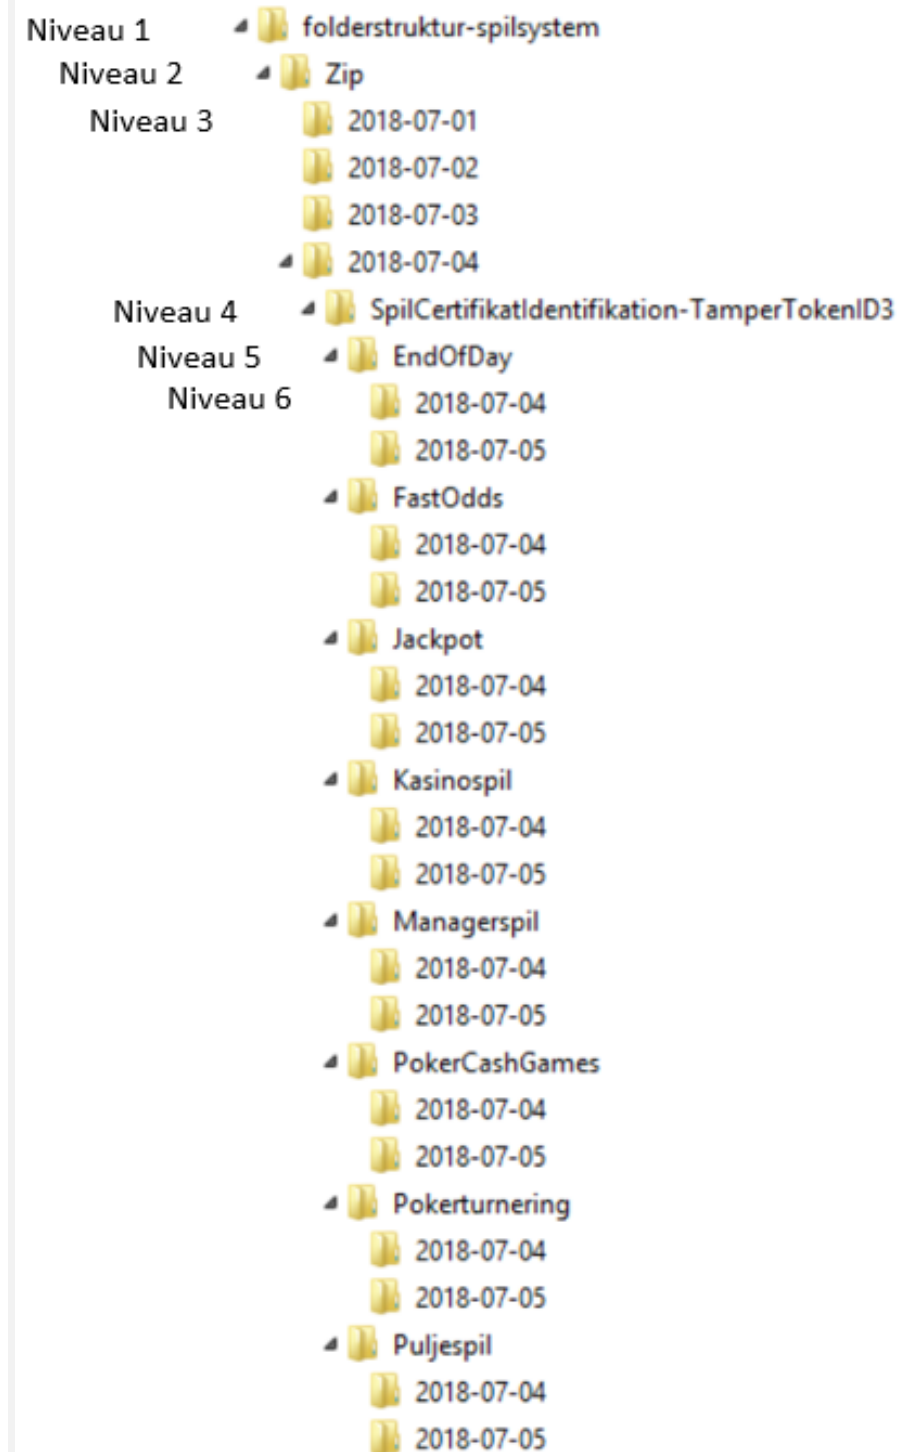 Niveau 1 folderstruktur-spilsystem
Niveau 2 Zip
Niveau 3 2018-07-01
2018-07-02
2018-07-03
2018-07-04
Niveau 4 SpilCertifikatIdentifikation-TamperTokenID3
Niveau 5 EndOfDay
Niveau 6 2018-07-04
2018-07-05
FastOdds
2018-07-04
2018-07-05
Jackpot
2018-07-04
2018-07-05
Kasinospil
2018-07-04
2018-07-05
Managerspil
2018-07-04
2018-07-05
PokerCashGames
2018-07-04
2018-07-05
Pokerturnering
2018-07-04
2018-07-05
Puljespil
2018-07-04
2018-07-05